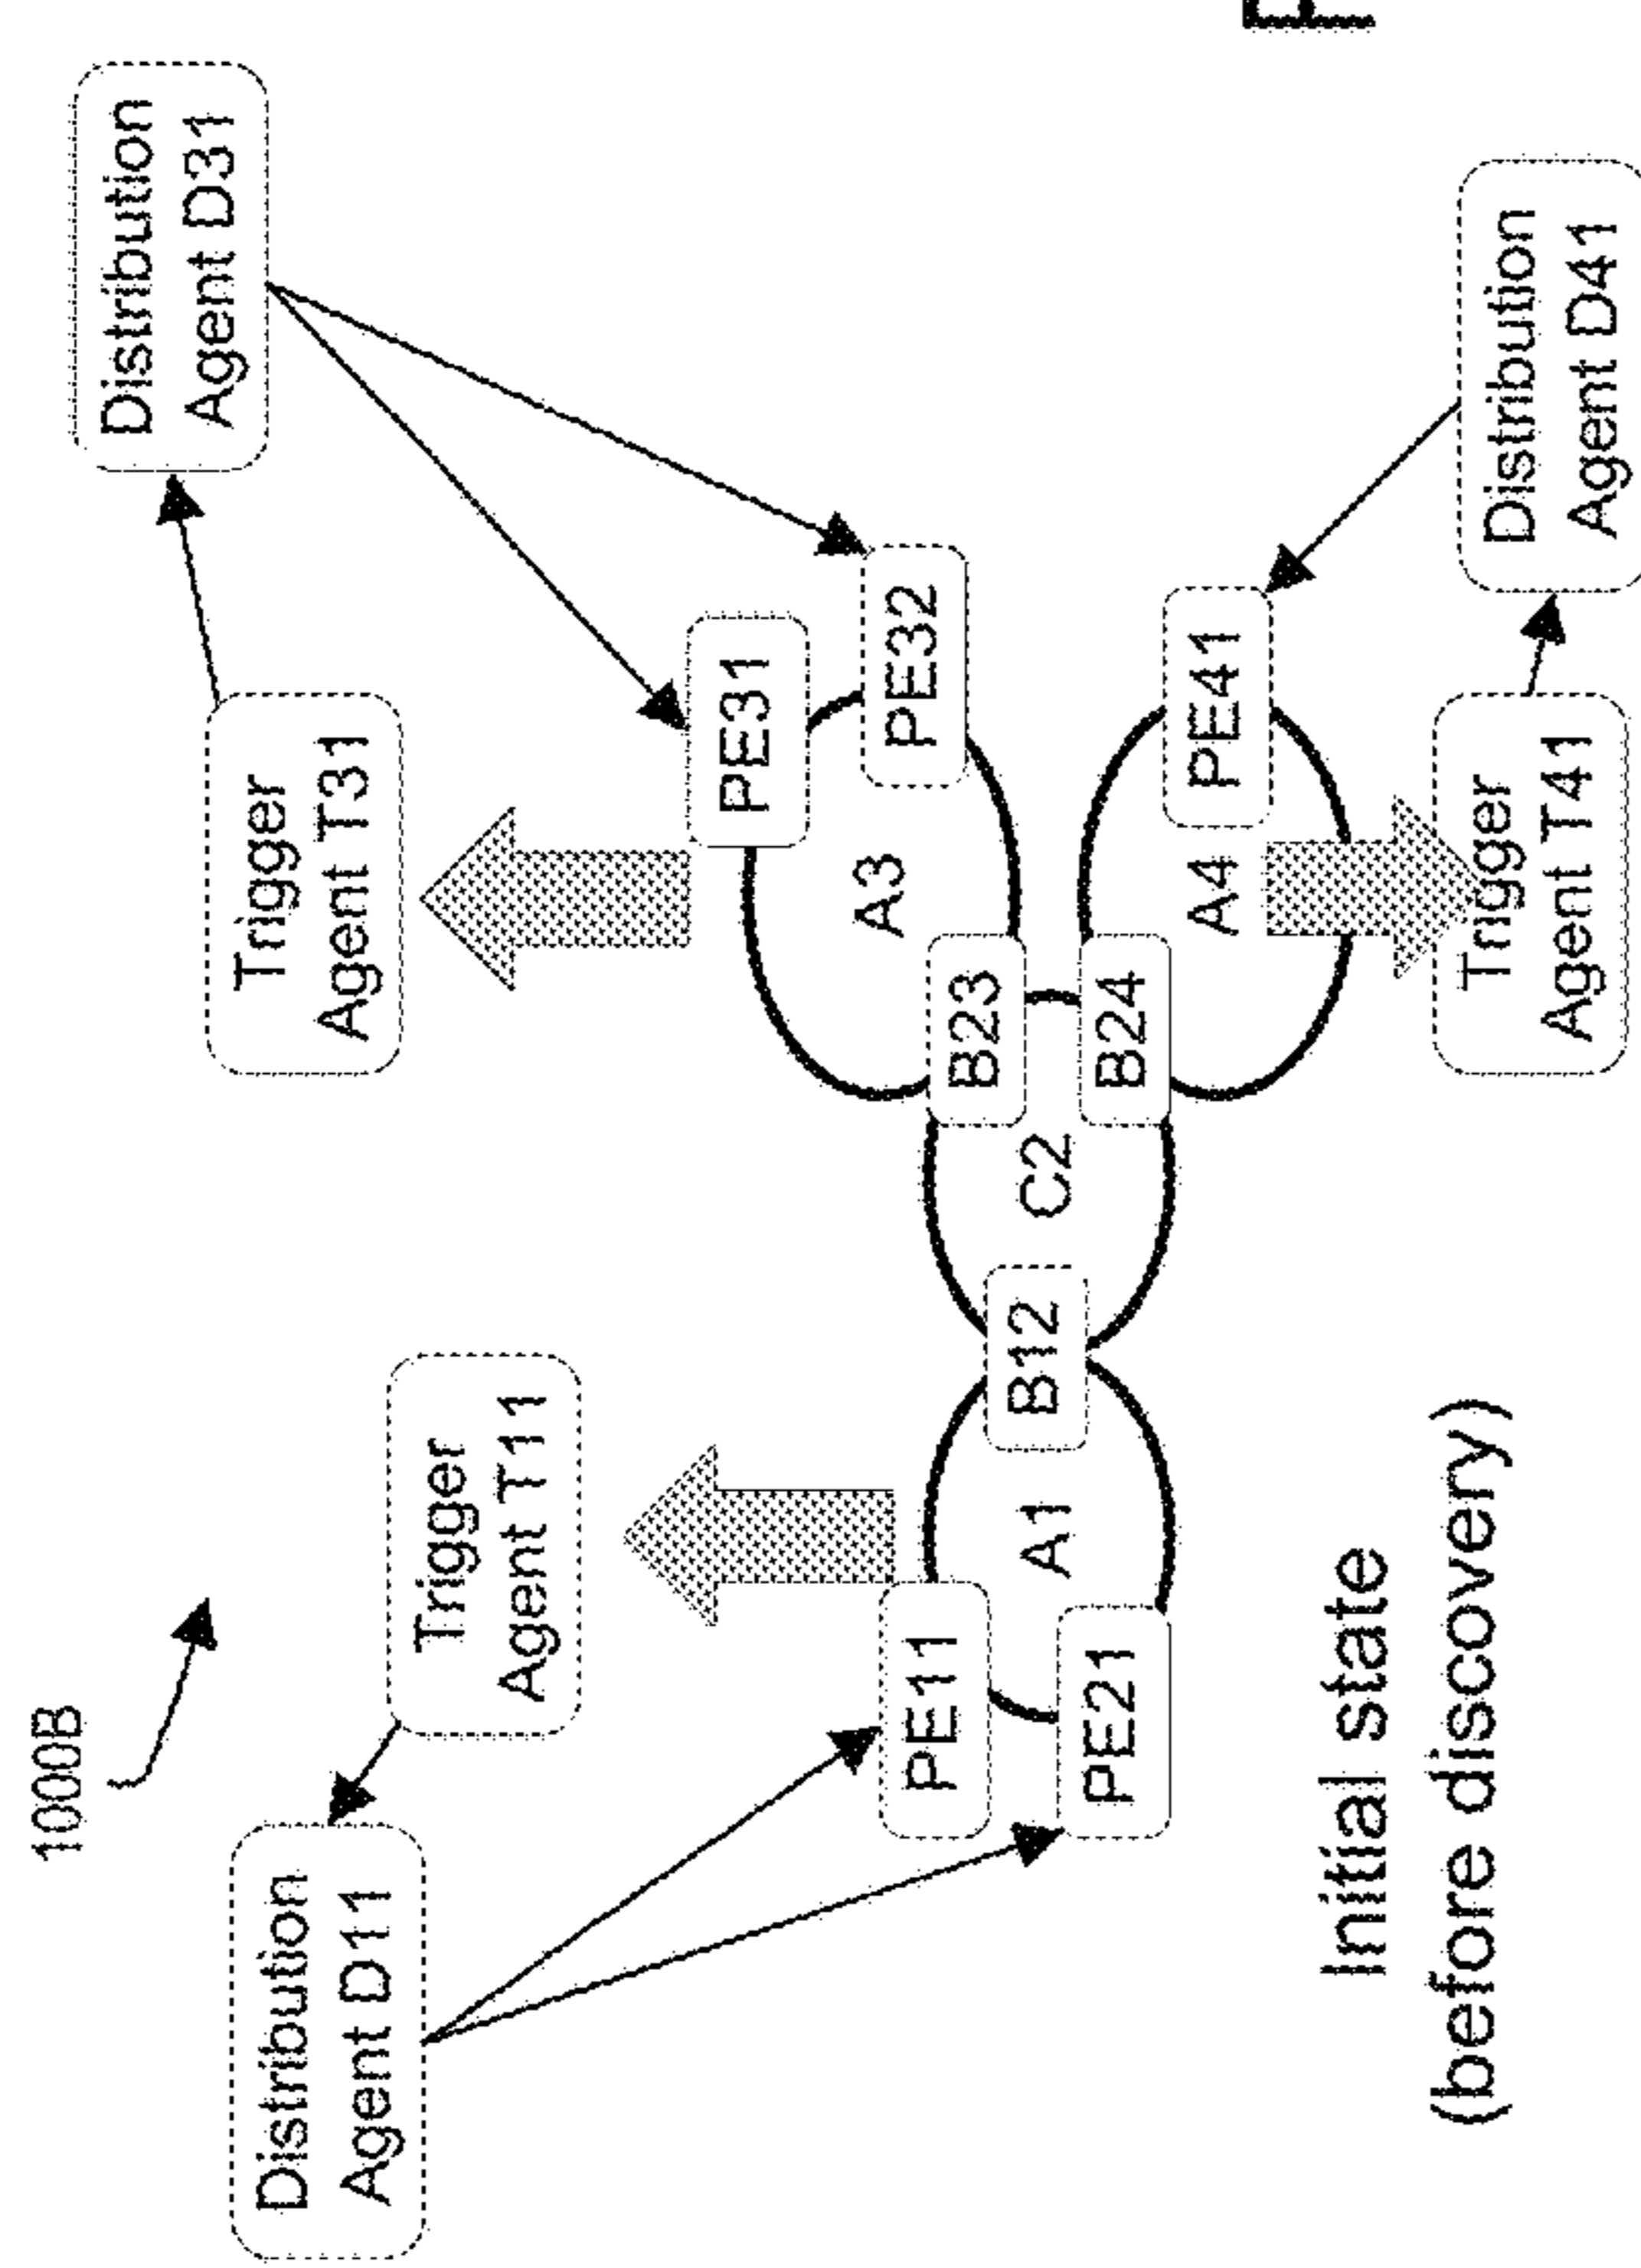 1000B
Distribution
Agent D11
Trigger
Agent T11
Trigger
Agent T31
Distribution
Agent D31
PE11
PE21
A1
B12
C2
B23
B24
A3
PE31
PE32
A4
PE41
Trigger
Agent T41
Distribution
Agent D41
Initial state
(before discovery)